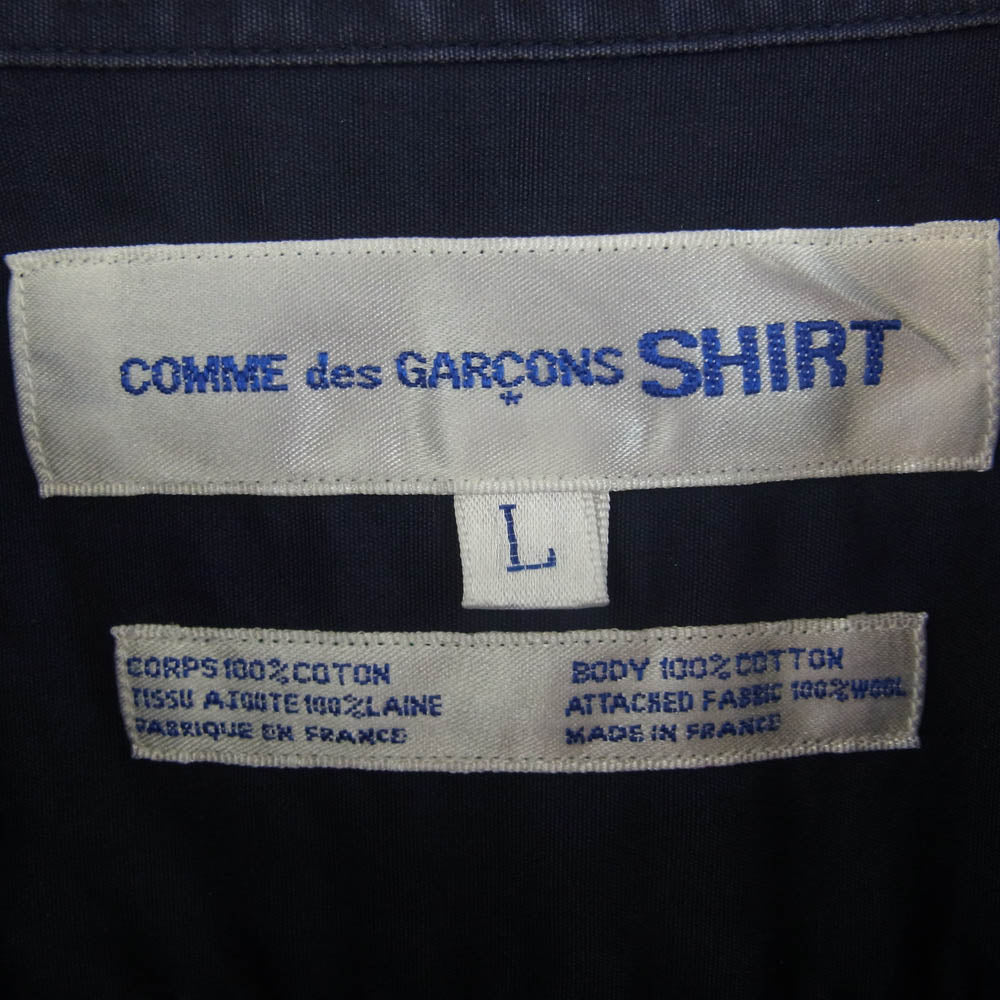 COMME des GARÇONS SHIRT
*
L
CORPS 100% COTON
TISSU AJOUTE 100% LAINE
FABRIQUE EN FRANCE
BODY 100% COTTON
ATTACHED FABRIC 100% WOOL
MADE IN FRANCE